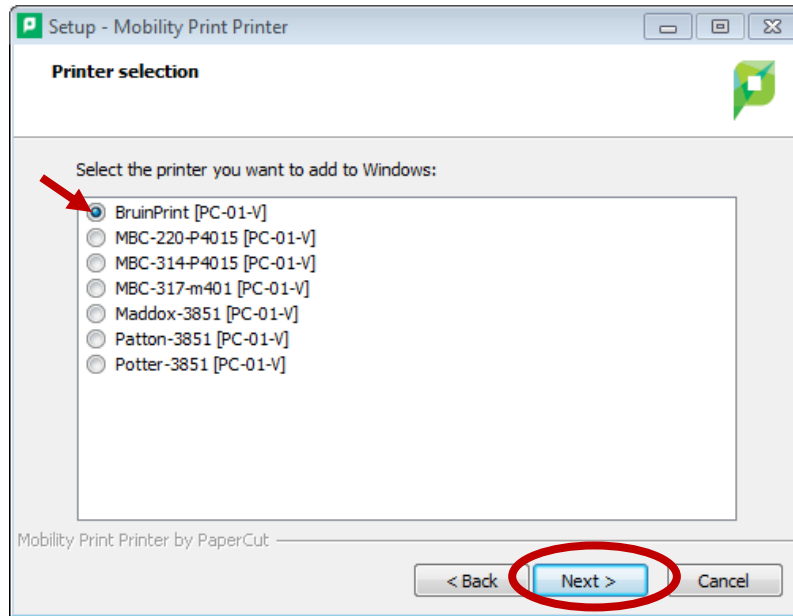 Setup - Mobility Print Printer
Printer selection
Select the printer you want to add to Windows:
BruinPrint [PC-01-V]
MBC-220-P4015 [PC-01-V]
MBC-314-P4015 [PC-01-V]
MBC-317-m401 [PC-01-V]
Maddox-3851 [PC-01-V]
Patton-3851 [PC-01-V]
Potter-3851 [PC-01-V]
Mobility Print Printer by PaperCut
< Back Next > Cancel